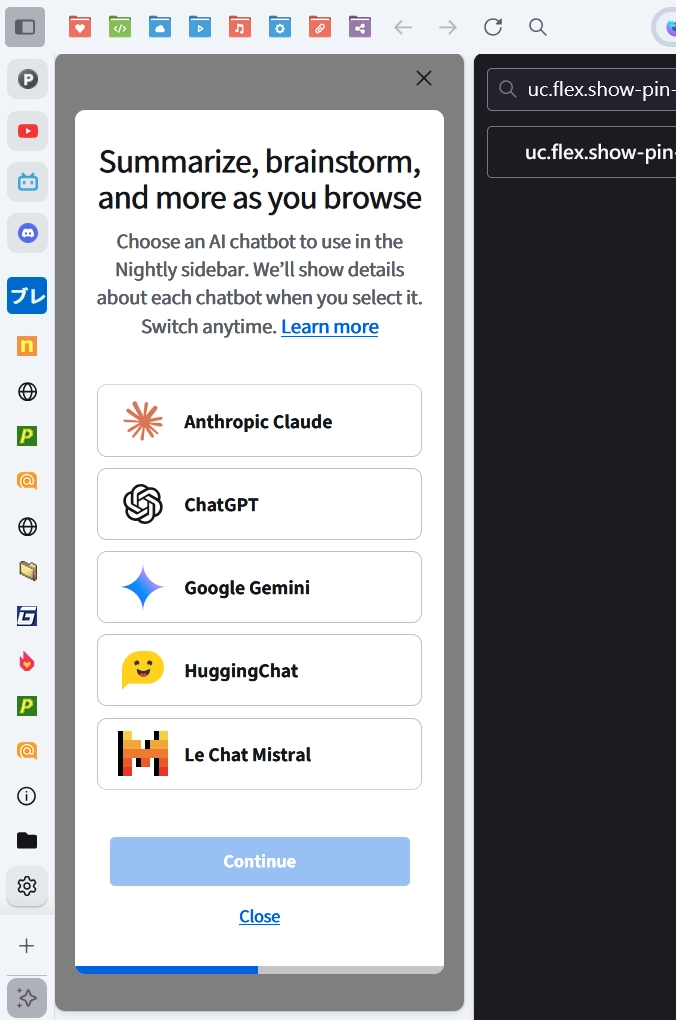 uc.flex.show-pin-
uc.flex.show-pin-
ブレ
Summarize, brainstorm,
and more as you browse
Choose an AI chatbot to use in the
Nightly sidebar. We’ll show details
about each chatbot when you select it.
Switch anytime. Learn more
Anthropic Claude
ChatGPT
Google Gemini
HuggingChat
Le Chat Mistral
Continue
Close